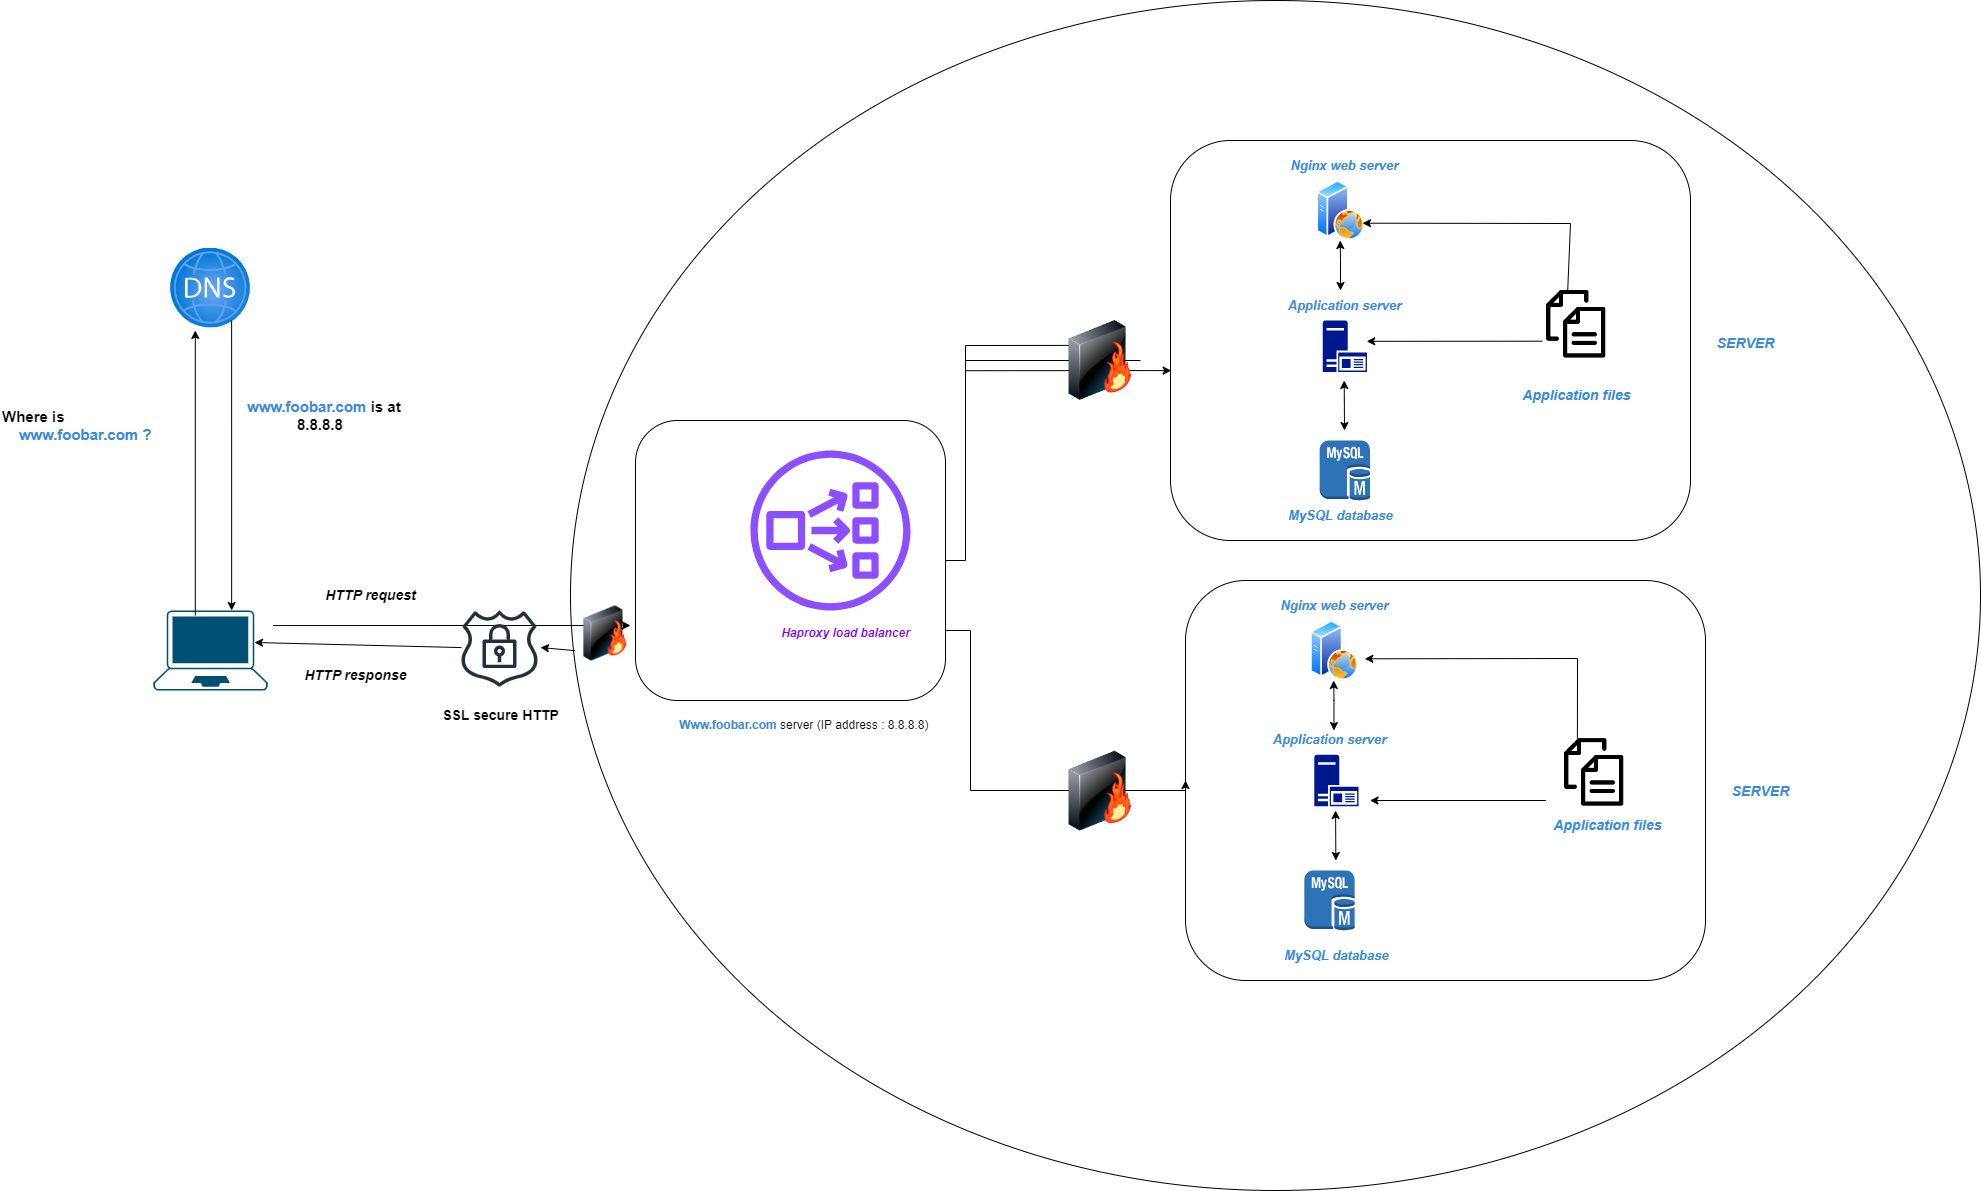 DNS
Where is
www.foobar.com ?
www.foobar.com is at
8.8.8.8
HTTP request
HTTP response
SSL secure HTTP
Haproxy load balancer
Www.foobar.com server (IP address : 8.8.8.8)
Nginx web server
Application server
Application files
MySQL
M
MySQL database
SERVER
Nginx web server
Application server
Application files
MySQL
M
MySQL database
SERVER